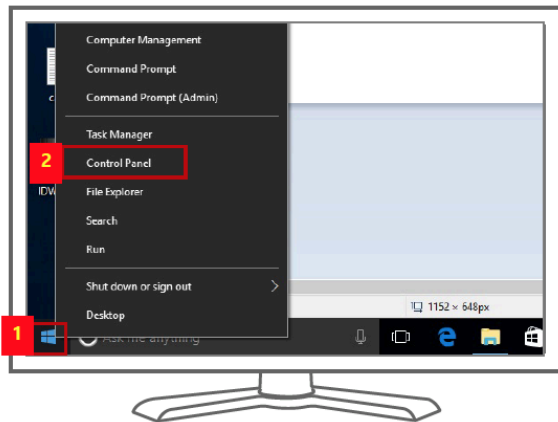 Computer Management
Command Prompt
Command Prompt (Admin)
Task Manager
2
Control Panel
IDW
File Explorer
Search
Run
Shut down or sign out
Desktop
1152 × 648px
1
Ask me anything